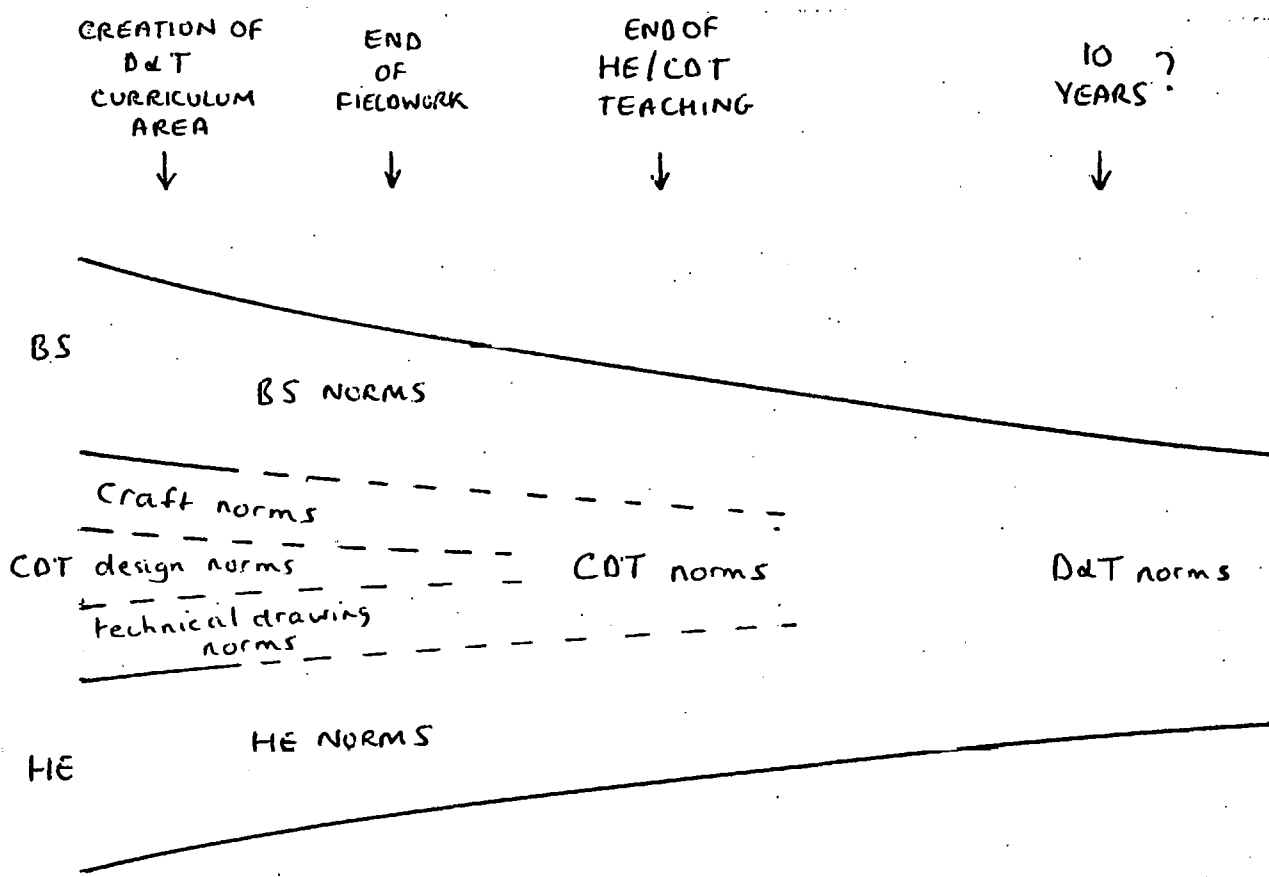 CREATION OF
D&T
CURRICULUM
AREA
END
OF
FIELDWORK
END OF
HE/CDT
TEACHING
10
YEARS?
BS
BS NORMS
Craft norms
CDT design norms
technical drawing
norms
CDT norms
D&T norms
HE NORMS
HE